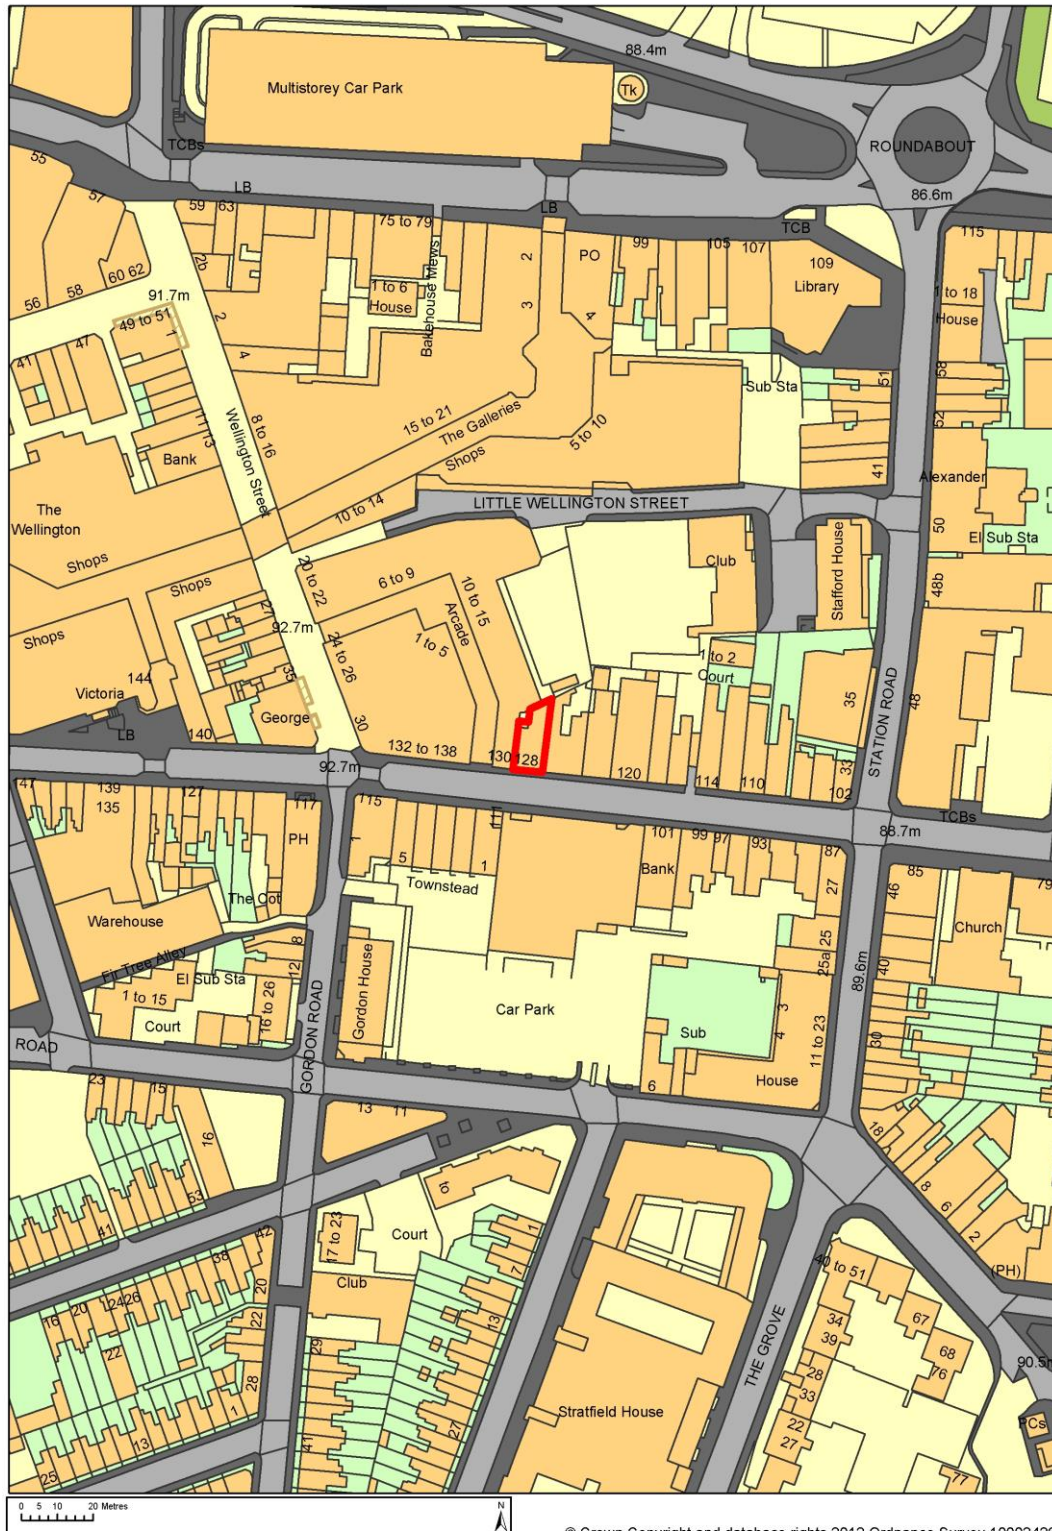 88.4m
Multistorey Car Park
Tk
TCBs
ROUNDABOUT
86.6m
55
57
LB
59
63
75 to 79
LB
TCB
99
105
107
109
Library
115
PO
2b
2
3
4
1 to 6
House
Bakehouse Mews
1 to 18
House
60 62
58
56
91.7m
49 to 51
1
2
4
47
41
11
13
Bank
8 to 16
Wellington Street
15 to 21
The Galleries
Shops
5 to 10
Sub Sta
51
58
52
41
Alexander
50
El Sub Sta
The
Wellington
Shops
10 to 14
LITTLE WELLINGTON STREET
Shops
20 to 22
6 to 9
10 to 15
Arcade
1 to 5
Club
Stafford House
48b
27
92.7m
24 to 26
Shops
1 to 2
Court
144
Victoria
35
George
30
35
48
STATION ROAD
LB
140
132 to 138
130
128
120
114
110
33
102
92.7m
TCBs
88.7m
147
139
135
127
117
PH
115
111
101
99
97
93
87
85
79
1
5
1
Townstead
Bank
27
46
The Cot
Warehouse
Church
Fir Tree Alley
8
12
El Sub Sta
25
25a
89.6m
40
1 to 15
Court
16 to 26
Gordon House
Car Park
Sub
3
4
11 to 23
30
ROAD
GORDON ROAD
House
6
23
15
13
11
16
18
8
6
2
(PH)
53
41
to
Court
1
7
17 to 23
Club
13
42
38
20
16
20
24
26
22
22
28
29
40 to 51
34
39
67
68
76
28
33
THE GROVE
90.5m
PCs
Stratfield House
22
27
77
1
13
25
41
27
0 5 10 20 Metres
N
© Crown Copyright and database rights 2012 Ordnance Survey